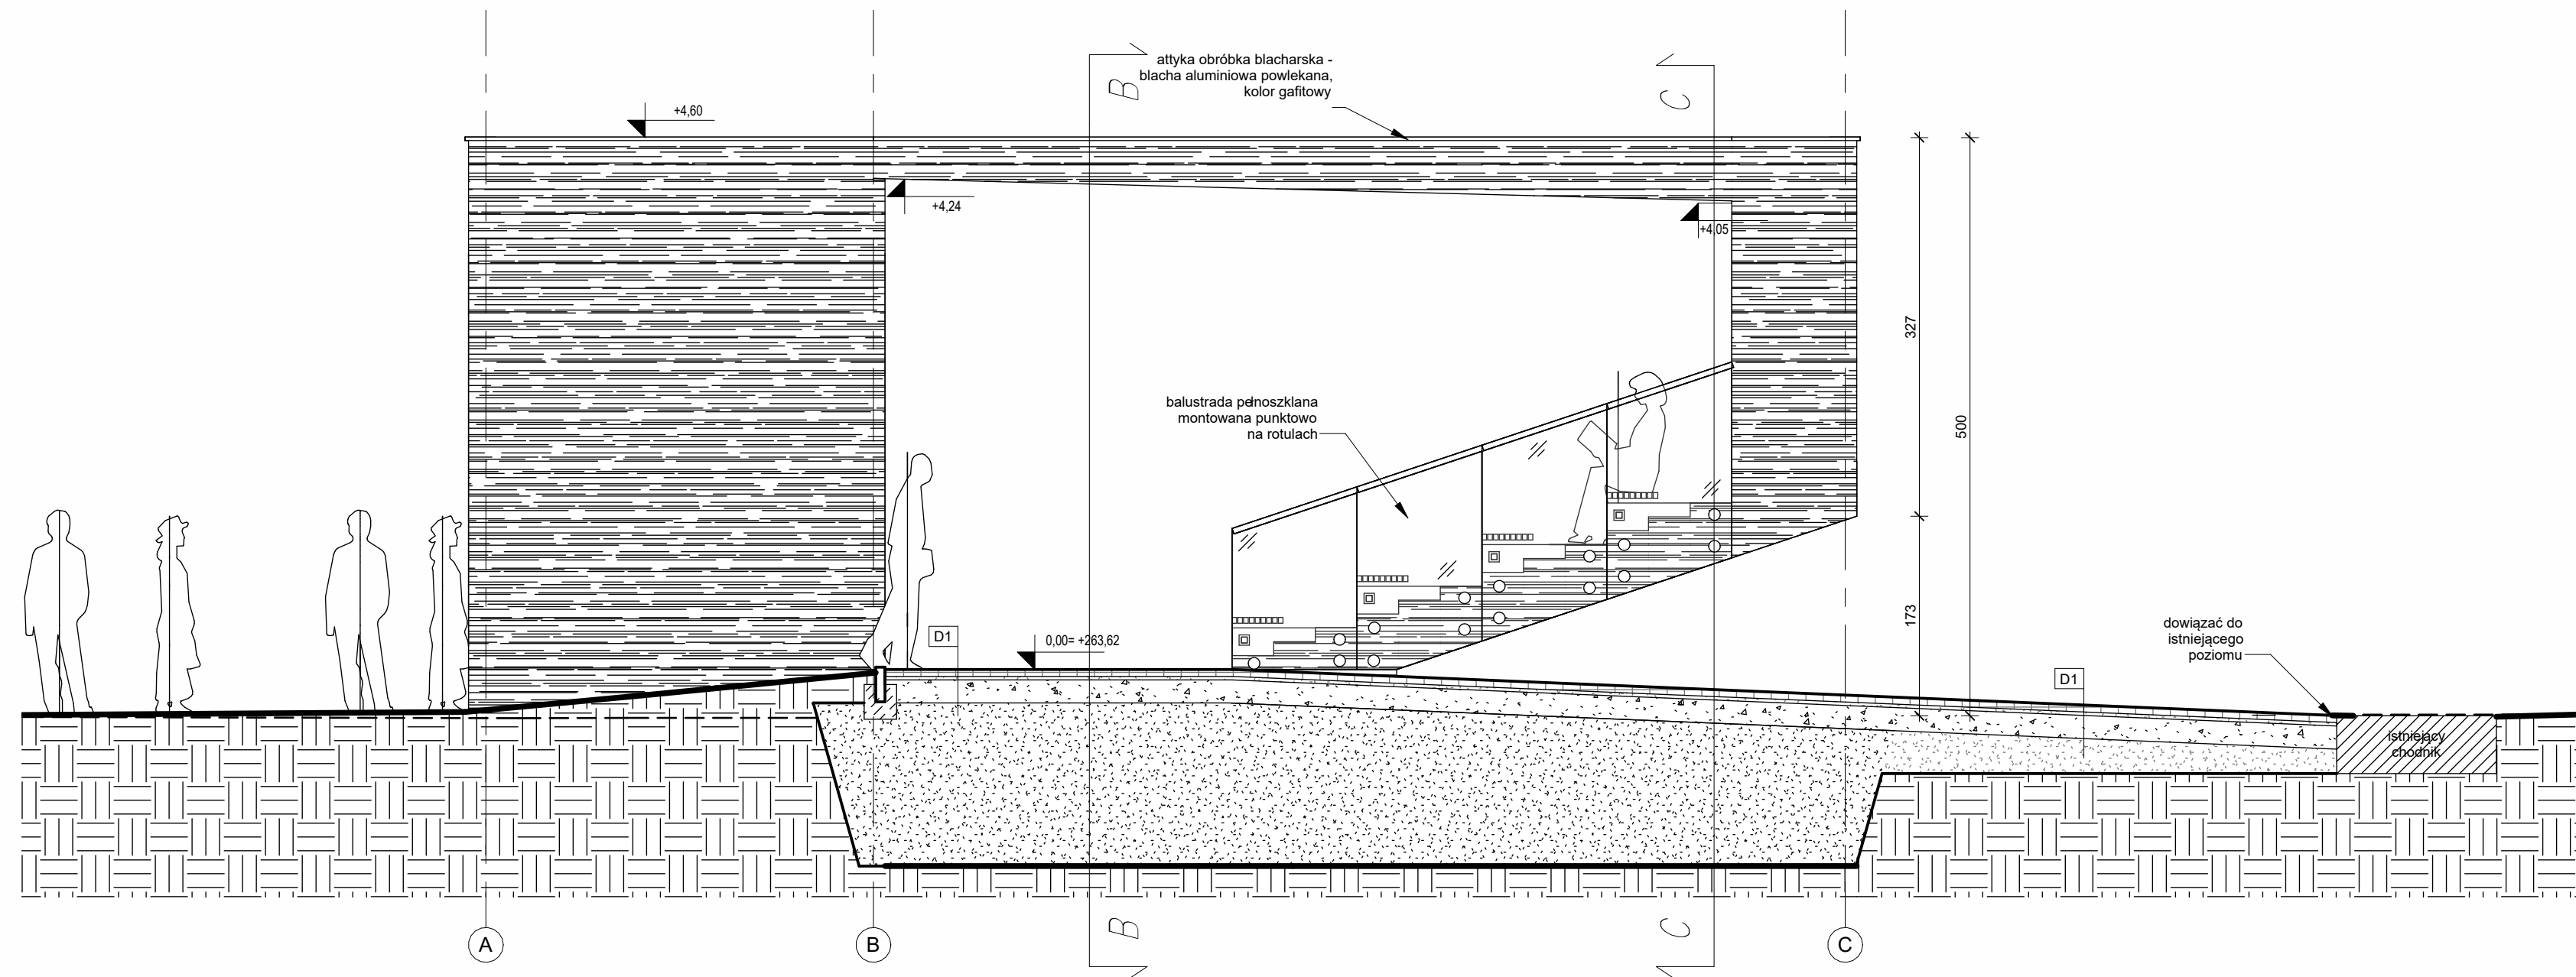 attyka obróbka blacharska -
blacha aluminiowa powlekana,
kolor gafitowy
B
C
+4,60
+4,24
+4,05
327
500
173
balustrada pełnoszklana
montowana punktowo
na rotulach
D1
0,00= +263,62
dowiązać do
istniejącego
poziomu
D1
istniejący
chodnik
A
B
B
C
C